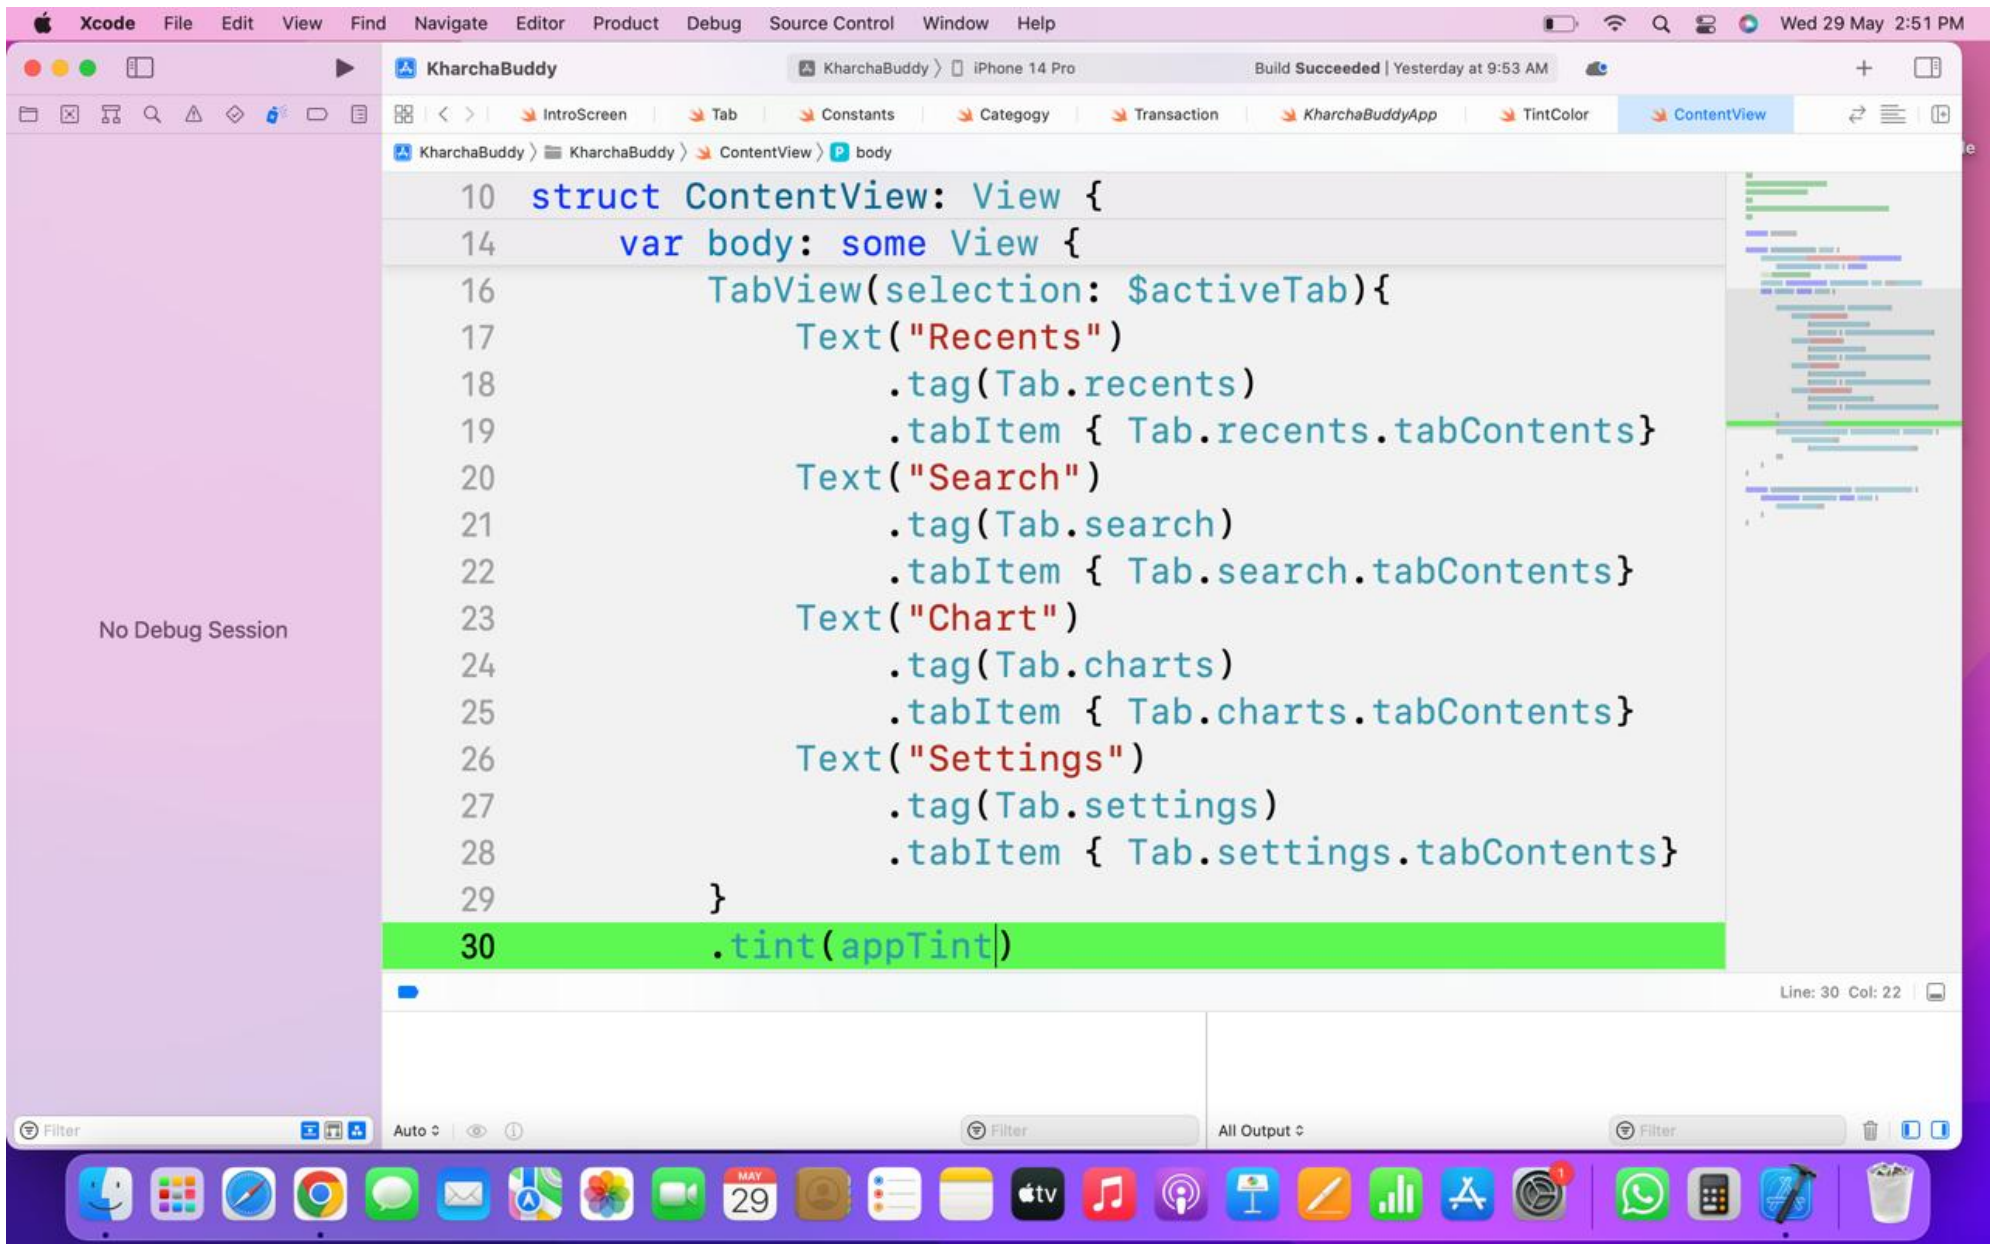 Xcode File Edit View Find Navigate Editor Product Debug Source Control Window Help Wed 29 May 2:51 PM
KharchaBuddy KharchaBuddy 〉 iPhone 14 Pro Build Succeeded | Yesterday at 9:53 AM
IntroScreen Tab Constants Categogy Transaction KharchaBuddyApp TintColor ContentView
KharchaBuddy 〉 KharchaBuddy 〉 ContentView 〉 P body
10 struct ContentView: View {
14 var body: some View {
16 TabView(selection: $activeTab){
17 Text("Recents")
18 .tag(Tab.recents)
19 .tabItem { Tab.recents.tabContents}
20 Text("Search")
21 .tag(Tab.search)
22 .tabItem { Tab.search.tabContents}
23 Text("Chart")
24 .tag(Tab.charts)
25 .tabItem { Tab.charts.tabContents}
26 Text("Settings")
27 .tag(Tab.settings)
28 .tabItem { Tab.settings.tabContents}
29 }
30 .tint(appTint)
No Debug Session
Line: 30 Col: 22
Filter Auto Filter All Output Filter
MAY
29
tv
1